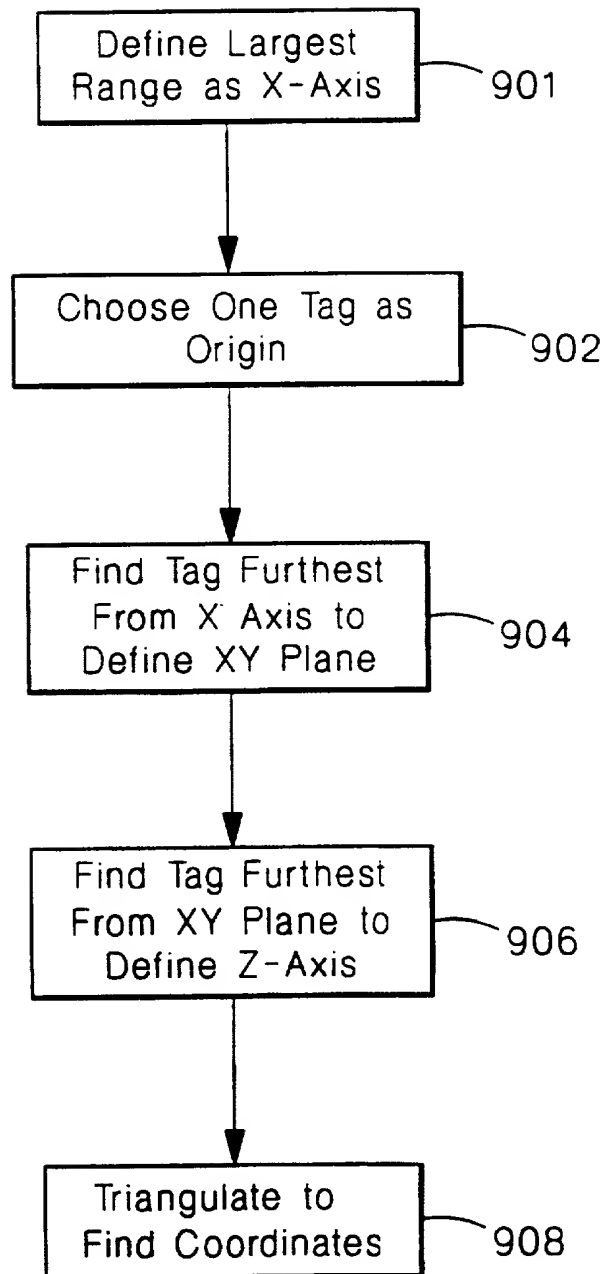 Define Largest
Range as X-Axis
901
Choose One Tag as
Origin
902
Find Tag Furthest
From X Axis to
Define XY Plane
904
Find Tag Furthest
From XY Plane to
Define Z-Axis
906
Triangulate to
Find Coordinates
908